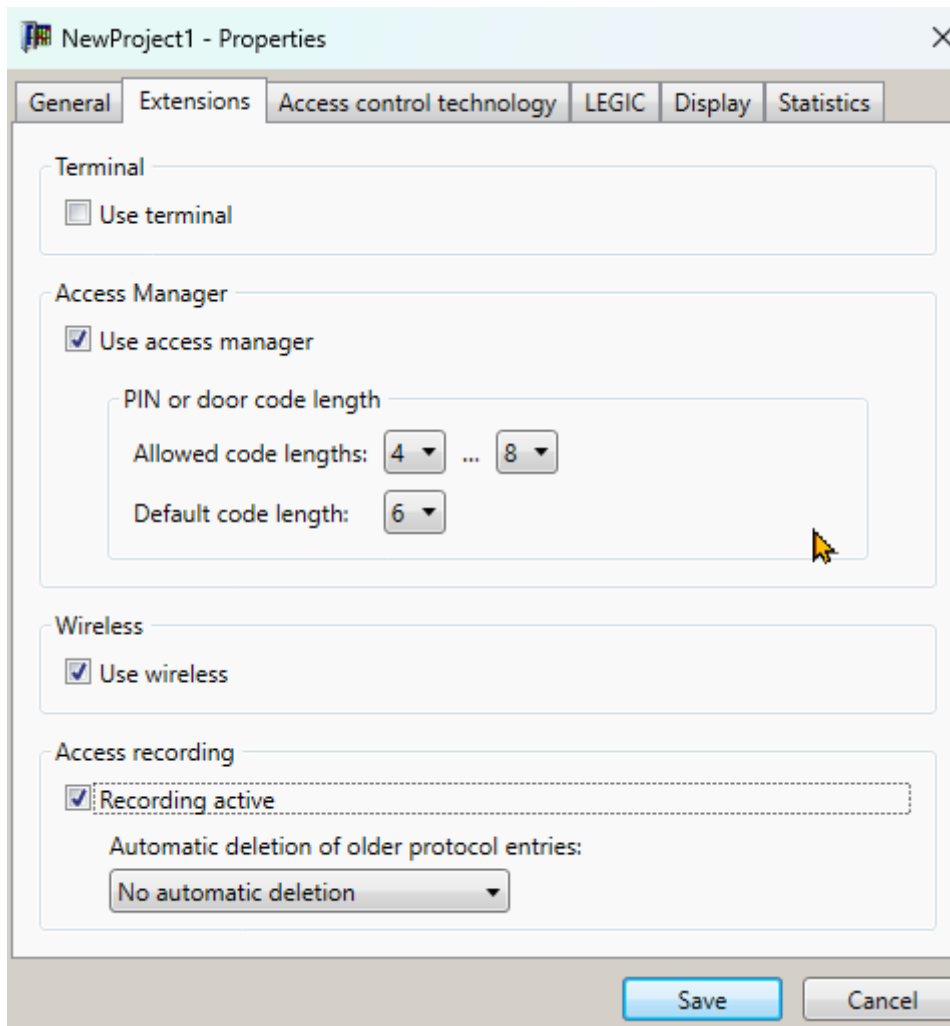 NewProject1 - Properties
General Extensions Access control technology LEGIC Display Statistics
Terminal
Use terminal
Access Manager
Use access manager
PIN or door code length
Allowed code lengths: 4 ... 8
Default code length: 6
Wireless
Use wireless
Access recording
Recording active
Automatic deletion of older protocol entries:
No automatic deletion
Save Cancel